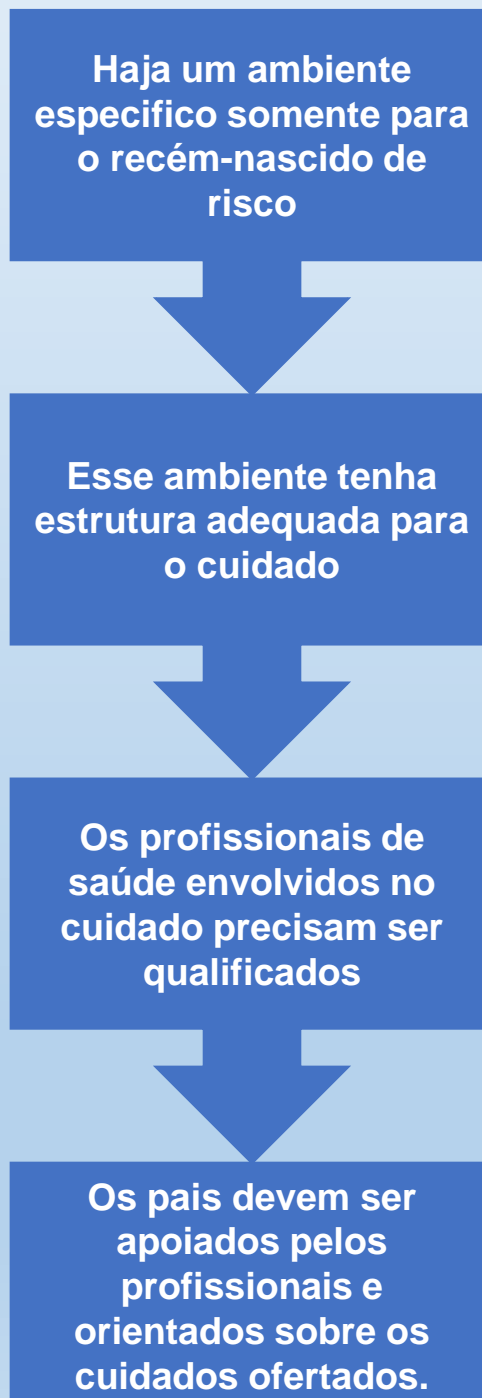 Haja um ambiente
especifico somente para
o recém-nascido de
risco
Esse ambiente tenha
estrutura adequada para
o cuidado
Os profissionais de
saúde envolvidos no
cuidado precisam ser
qualificados
Os pais devem ser
apoiados pelos
profissionais e
orientados sobre os
cuidados ofertados.